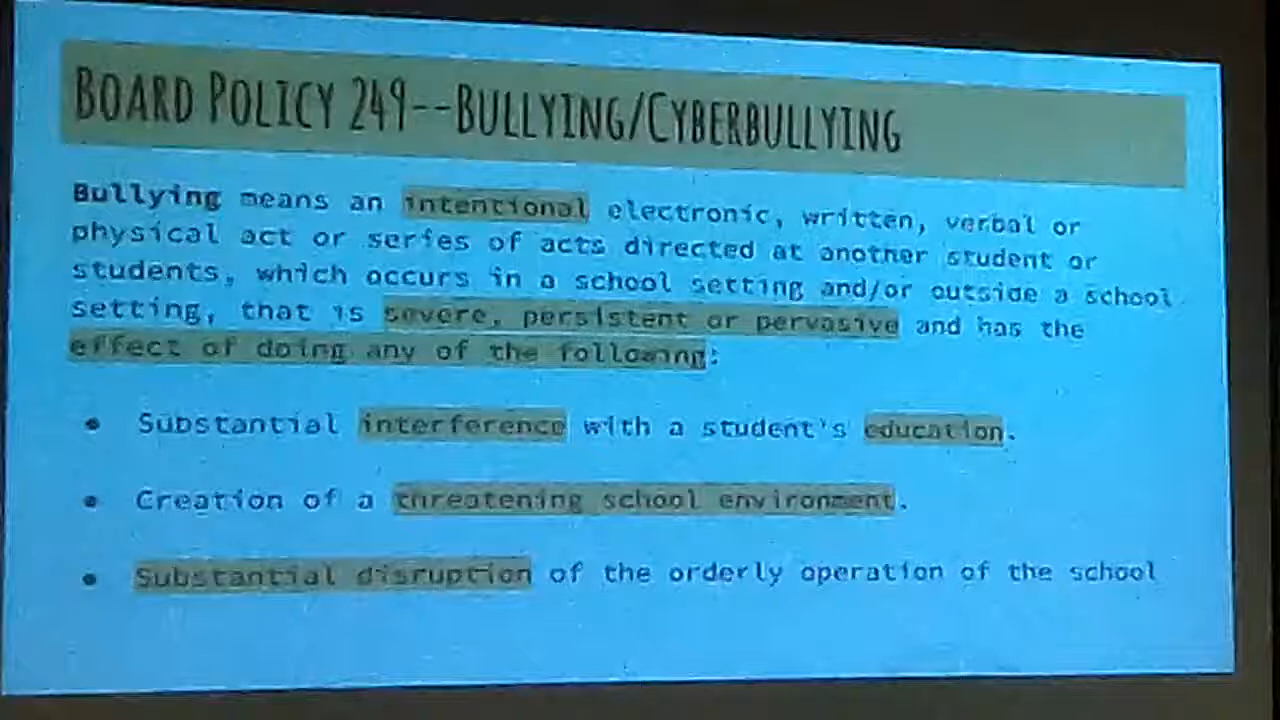 BOARD POLICY 249--BULLYING/CYBERBULLYING
Bullying means an intentional electronic, written, verbal or
physical act or series of acts directed at another student or
students, which occurs in a school setting and/or outside a school
setting, that is severe, persistent or pervasive and has the
effect of doing any of the following:
• Substantial interference with a student's education.
• Creation of a threatening school environment.
• Substantial disruption of the orderly operation of the school